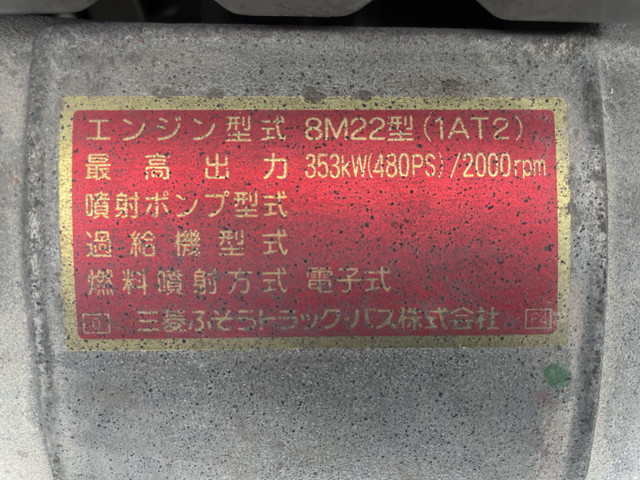 エンジン型式 8M22型(1AT2)
最高出力 353kW(480PS)/2000rpm
噴射ポンプ型式
過給機型式
燃料噴射方式 電子式
三菱ふそうトラック・バス株式会社